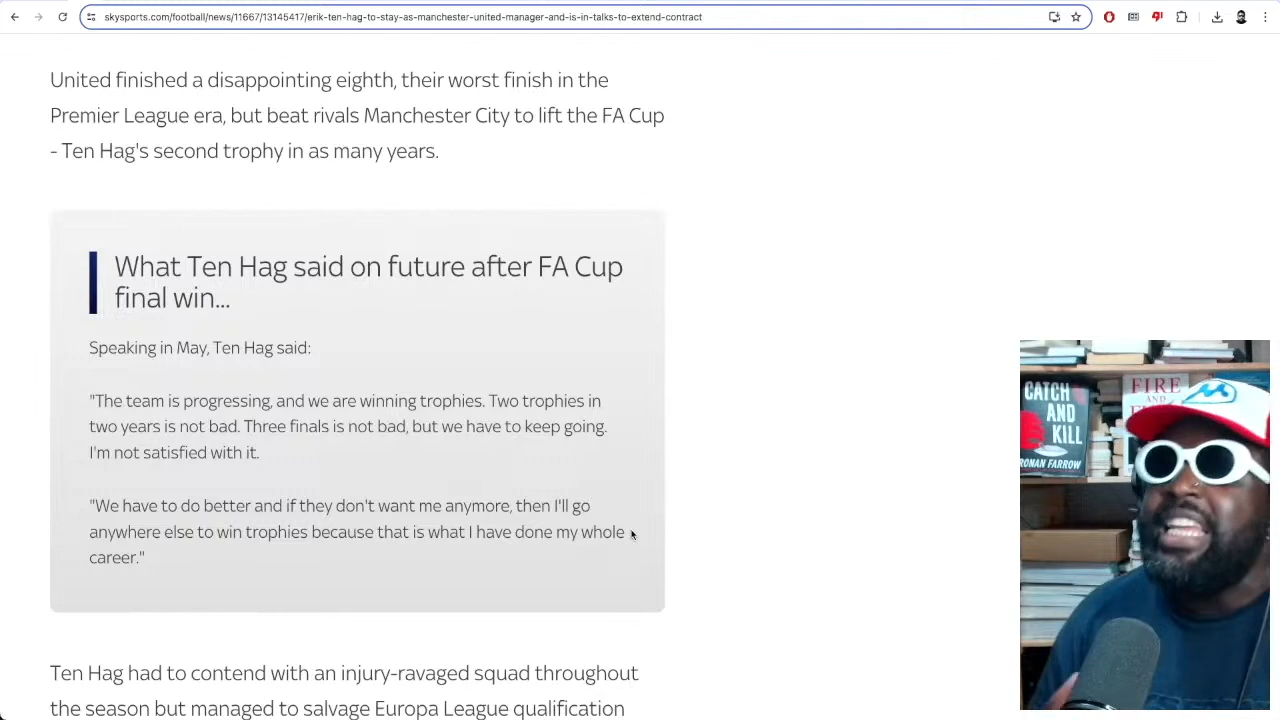 skysports.com/football/news/11667/13145417/erik-ten-hag-to-stay-as-manchester-united-manager-and-is-in-talks-to-extend-contract
United finished a disappointing eighth, their worst finish in the
Premier League era, but beat rivals Manchester City to lift the FA Cup
- Ten Hag's second trophy in as many years.
What Ten Hag said on future after FA Cup
final win...
Speaking in May, Ten Hag said:
"The team is progressing, and we are winning trophies. Two trophies in
two years is not bad. Three finals is not bad, but we have to keep going.
I'm not satisfied with it.
"We have to do better and if they don't want me anymore, then I'll go
anywhere else to win trophies because that is what I have done my whole
career."
Ten Hag had to contend with an injury-ravaged squad throughout
the season but managed to salvage Europa League qualification
CATCH
AND
KILL
RONAN FARROW
FIRE
AND